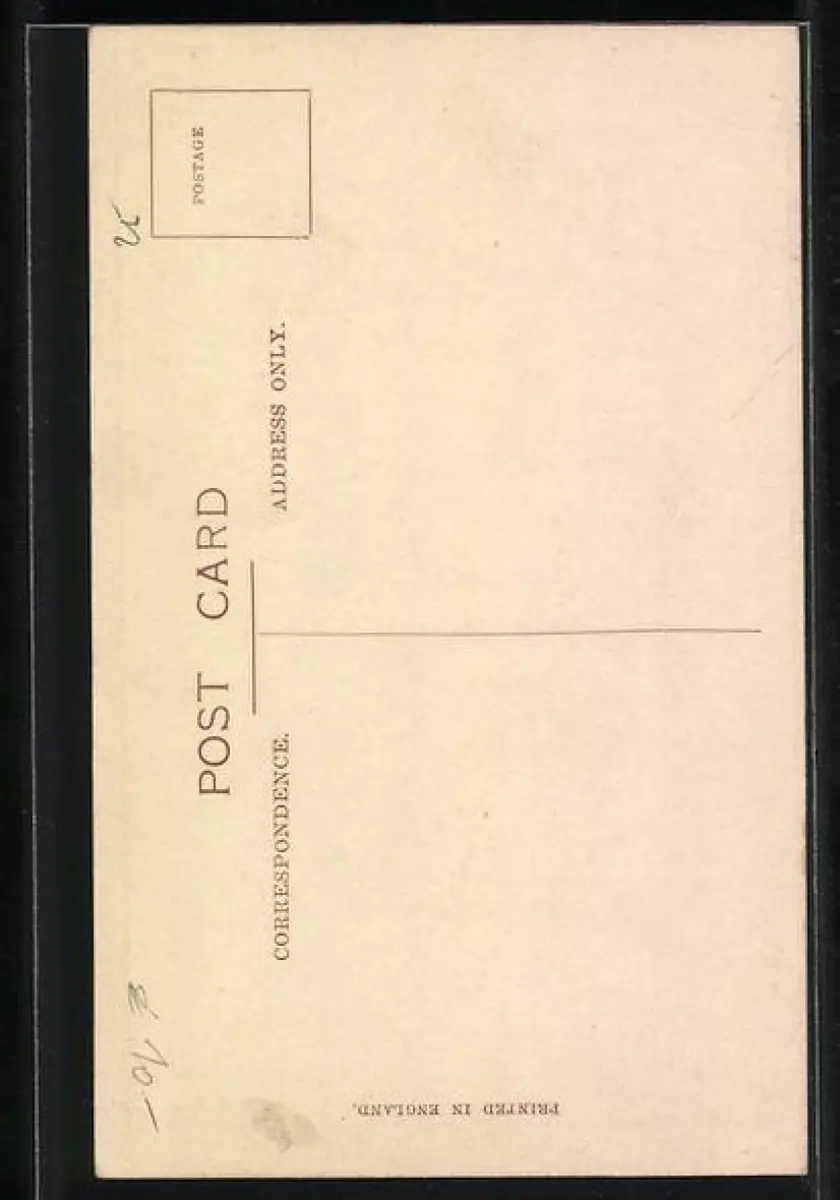 POST CARD
POSTAGE
CORRESPONDENCE.
ADDRESS ONLY.
PRINTED IN ENGLAND.